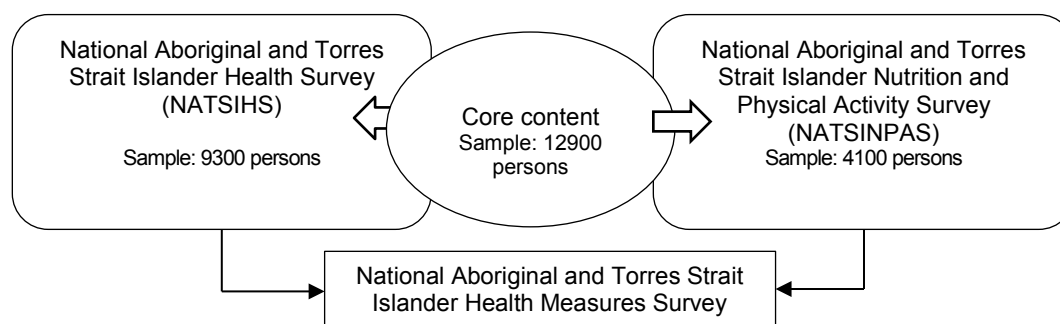 National Aboriginal and Torres
Strait Islander Health Survey
(NATSIHS)
Sample: 9300 persons
Core content
Sample: 12900
persons
National Aboriginal and Torres
Strait Islander Nutrition and
Physical Activity Survey
(NATSINPAS)
Sample: 4100 persons
National Aboriginal and Torres Strait
Islander Health Measures Survey